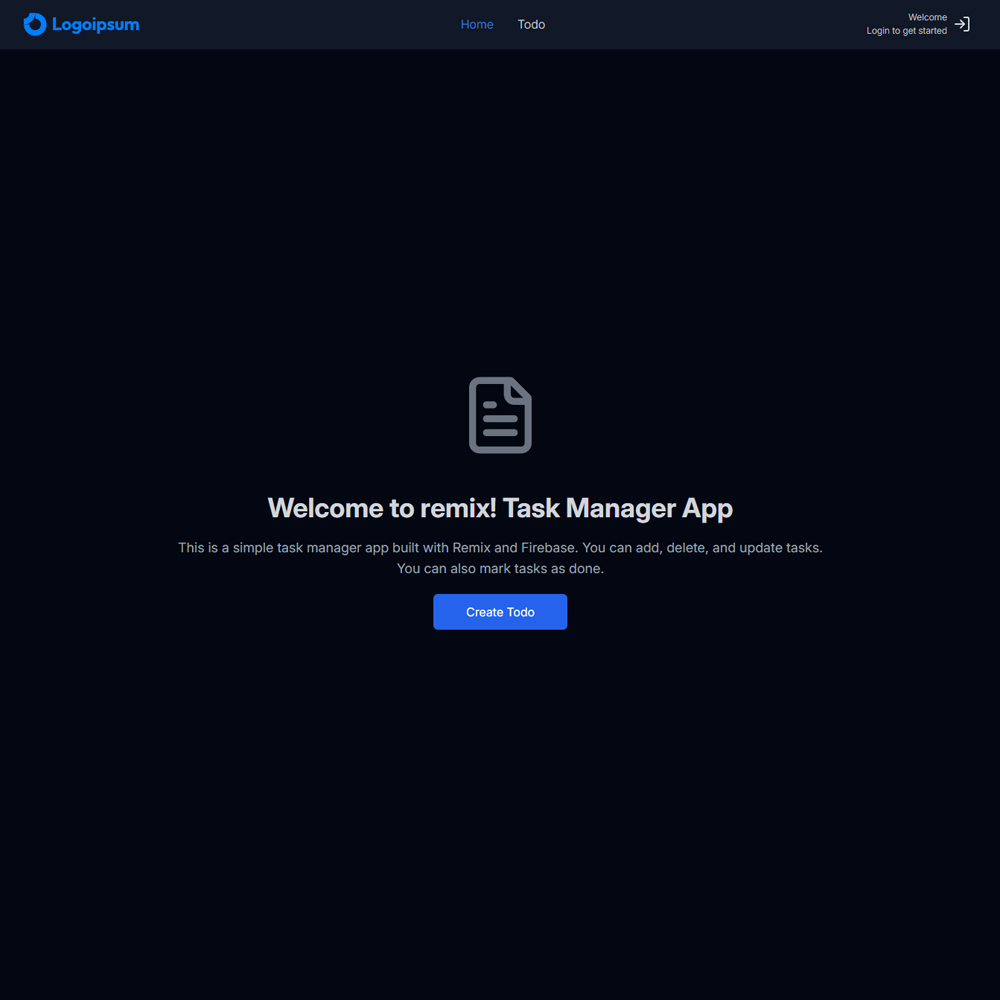 Logoipsum
Home
Todo
Welcome
Login to get started
Welcome to remix! Task Manager App
This is a simple task manager app built with Remix and Firebase. You can add, delete, and update tasks.
You can also mark tasks as done.
Create Todo